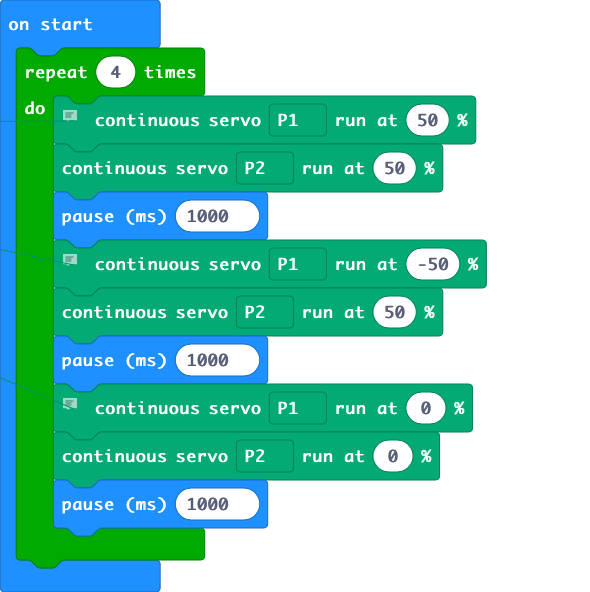 on start
repeat 4 times
do
continuous servo P1 run at 50 %
continuous servo P2 run at 50 %
pause (ms) 1000
continuous servo P1 run at -50 %
continuous servo P2 run at 50 %
pause (ms) 1000
continuous servo P1 run at 0 %
continuous servo P2 run at 0 %
pause (ms) 1000